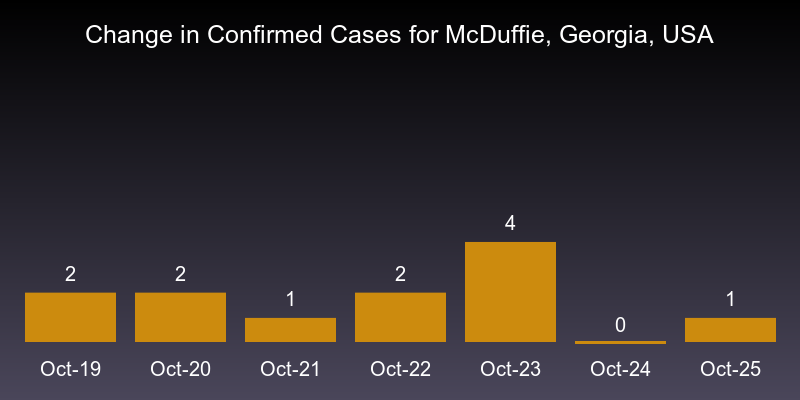 Change in Confirmed Cases for McDuffie, Georgia, USA
4
2 2 2
1 1
0
Oct-19 Oct-20 Oct-21 Oct-22 Oct-23 Oct-24 Oct-25